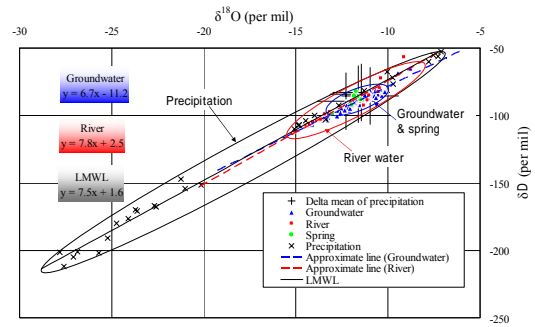 δ18O (per mil)
-30 -25 -20 -15 -10 -5
-50
-100
-150
-200
-250
δD (per mil)
Groundwater
y = 6.7x - 11.2
River
y = 7.8x + 2.5
LMWL
y = 7.5x + 1.6
Precipitation
Groundwater
& spring
River water
Delta mean of precipitation
Groundwater
River
Spring
Precipitation
Approximate line (Groundwater)
Approximate line (River)
LMWL